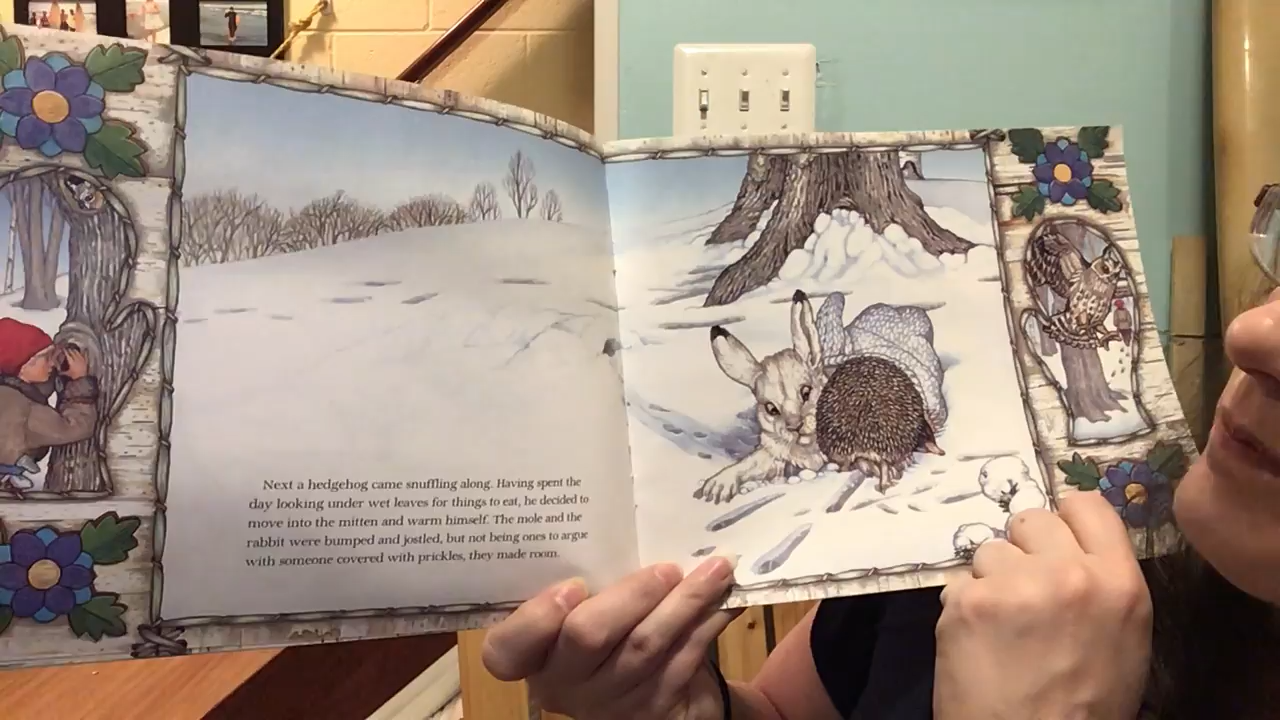 Next a hedgehog came snuffling along. Having spent the
day looking under wet leaves for things to eat, he decided to
move into the mitten and warm himself. The mole and the
rabbit were bumped and jostled, but not being ones to argue
with someone covered with prickles, they made room.